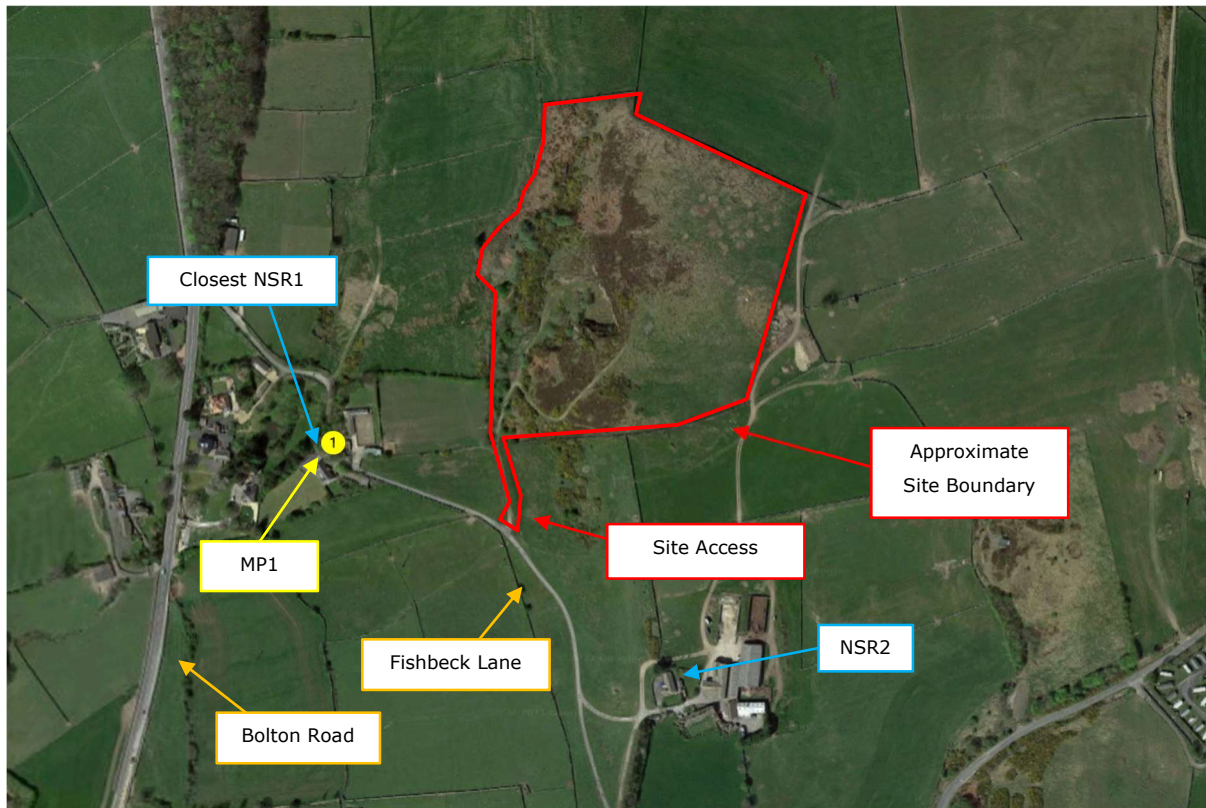 Closest NSR1
1
MP1
Fishbeck Lane
Bolton Road
Site Access
Approximate
Site Boundary
NSR2